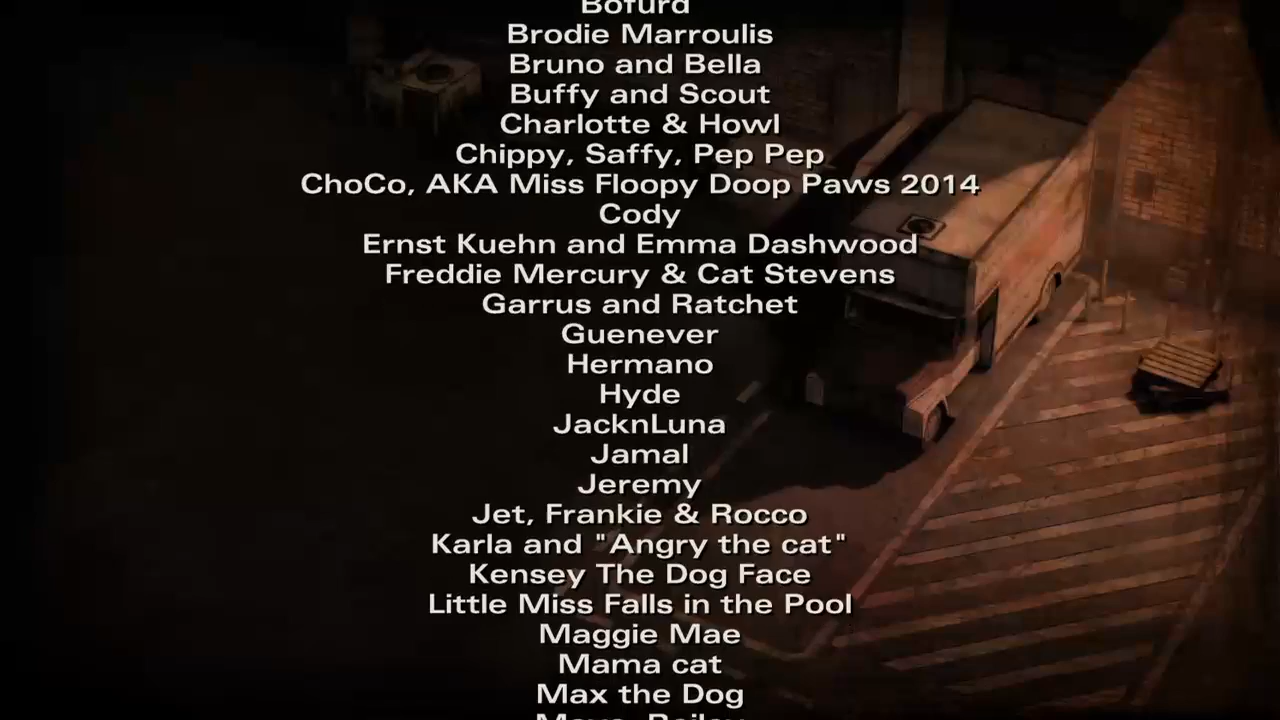 Bofurd
Brodie Marroulis
Bruno and Bella
Buffy and Scout
Charlotte & Howl
Chippy, Saffy, Pep Pep
ChoCo, AKA Miss Floopy Doop Paws 2014
Cody
Ernst Kuehn and Emma Dashwood
Freddie Mercury & Cat Stevens
Garrus and Ratchet
Guenever
Hermano
Hyde
JacknLuna
Jamal
Jeremy
Jet, Frankie & Rocco
Karla and "Angry the cat"
Kensey The Dog Face
Little Miss Falls in the Pool
Maggie Mae
Mama cat
Max the Dog